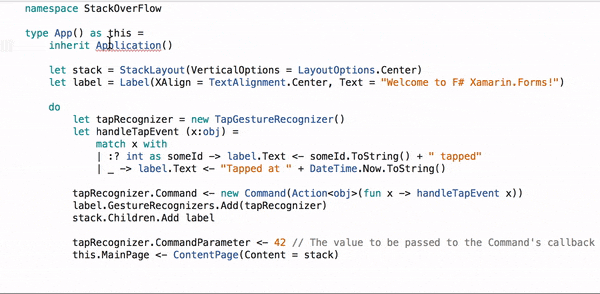 namespace StackOverFlow
type App() as this =
inherit Application()
let stack = StackLayout(VerticalOptions = LayoutOptions.Center)
let label = Label(XAlign = TextAlignment.Center, Text = "Welcome to F# Xamarin.Forms!")
do
let tapRecognizer = new TapGestureRecognizer()
let handleTapEvent (x:obj) =
match x with
| :? int as someId -> label.Text <- someId.ToString() + " tapped"
| _ -> label.Text <- "Tapped at " + DateTime.Now.ToString()
tapRecognizer.Command <- new Command(Action<obj>(fun x -> handleTapEvent x))
label.GestureRecognizers.Add(tapRecognizer)
stack.Children.Add label
tapRecognizer.CommandParameter <- 42 // The value to be passed to the Command's callback
this.MainPage <- ContentPage(Content = stack)